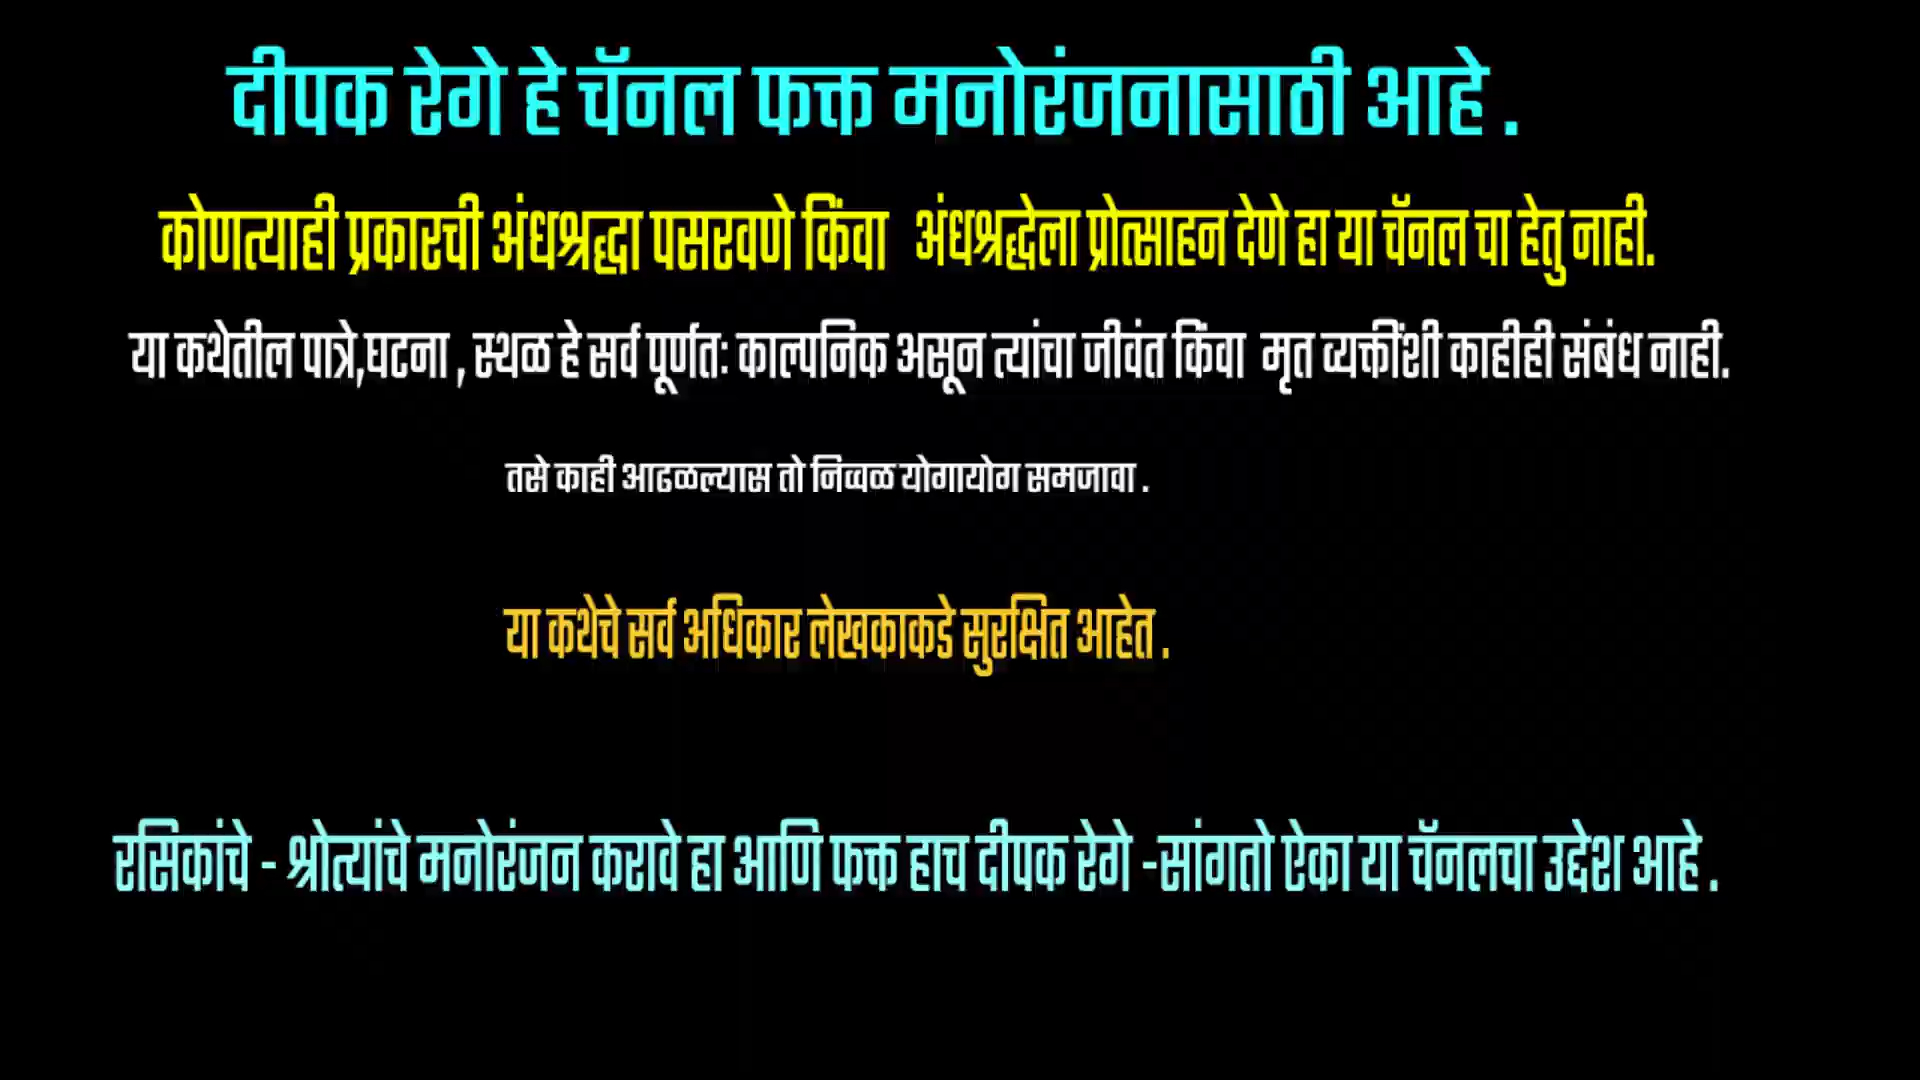 दीपक रेगे हे चॅनल फक्त मनोरंजनासाठी आहे .
कोणत्याही प्रकारची अंधश्रद्धा पसरवणे किंवा अंधश्रद्धेला प्रोत्साहन देणे हा या चॅनल चा हेतु नाही.
या कथेतील पात्रे,घटना , स्थळ हे सर्व पूर्णतः काल्पनिक असून त्यांचा जीवंत किंवा मृत व्यक्तींशी काहीही संबंध नाही.
तसे काही आढळल्यास तो निव्वळ योगायोग समजावा .
या कथेचे सर्व अधिकार लेखकाकडे सुरक्षित आहेत .
रसिकांचे - श्रोत्यांचे मनोरंजन करावे हा आणि फक्त हाच दीपक रेगे -सांगतो ऐका या चॅनलचा उद्देश आहे .